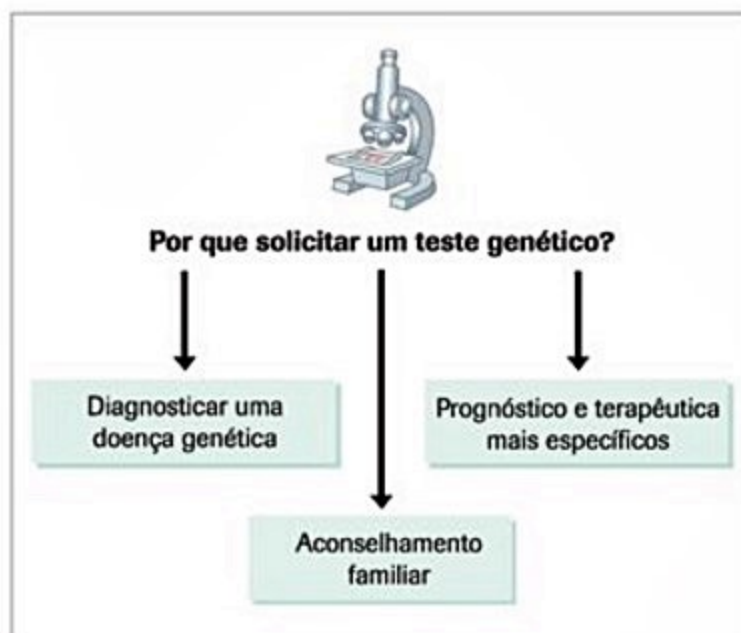 Por que solicitar um teste genético?
Diagnosticar uma
doença genética
Prognóstico e terapêutica
mais específicos
Aconselhamento
familiar